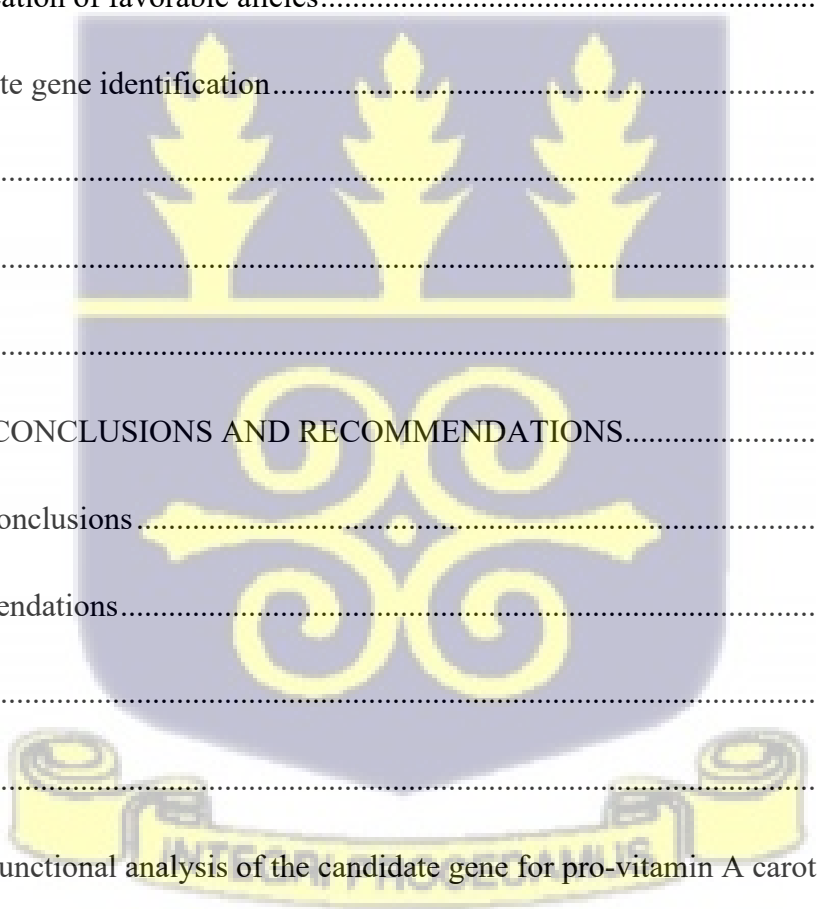 ation of favorable alleles....................................................................
te gene identification....................................................................
....................................................................
....................................................................
....................................................................
CONCLUSIONS AND RECOMMENDATIONS.........................
onclusions....................................................................
endations....................................................................
....................................................................
....................................................................
INTEGRI PROCEDAMUS
unctional analysis of the candidate gene for pro-vitamin A carot